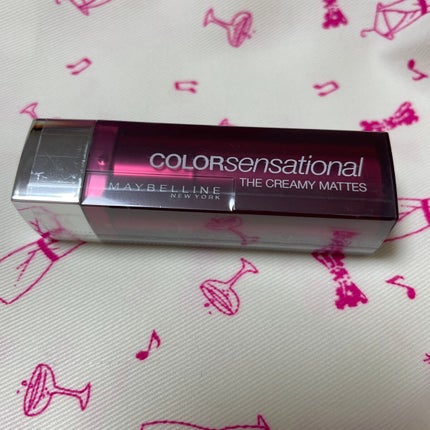 COLORsensational
THE CREAMY MATTES
MAYBELLINE
NEW YORK